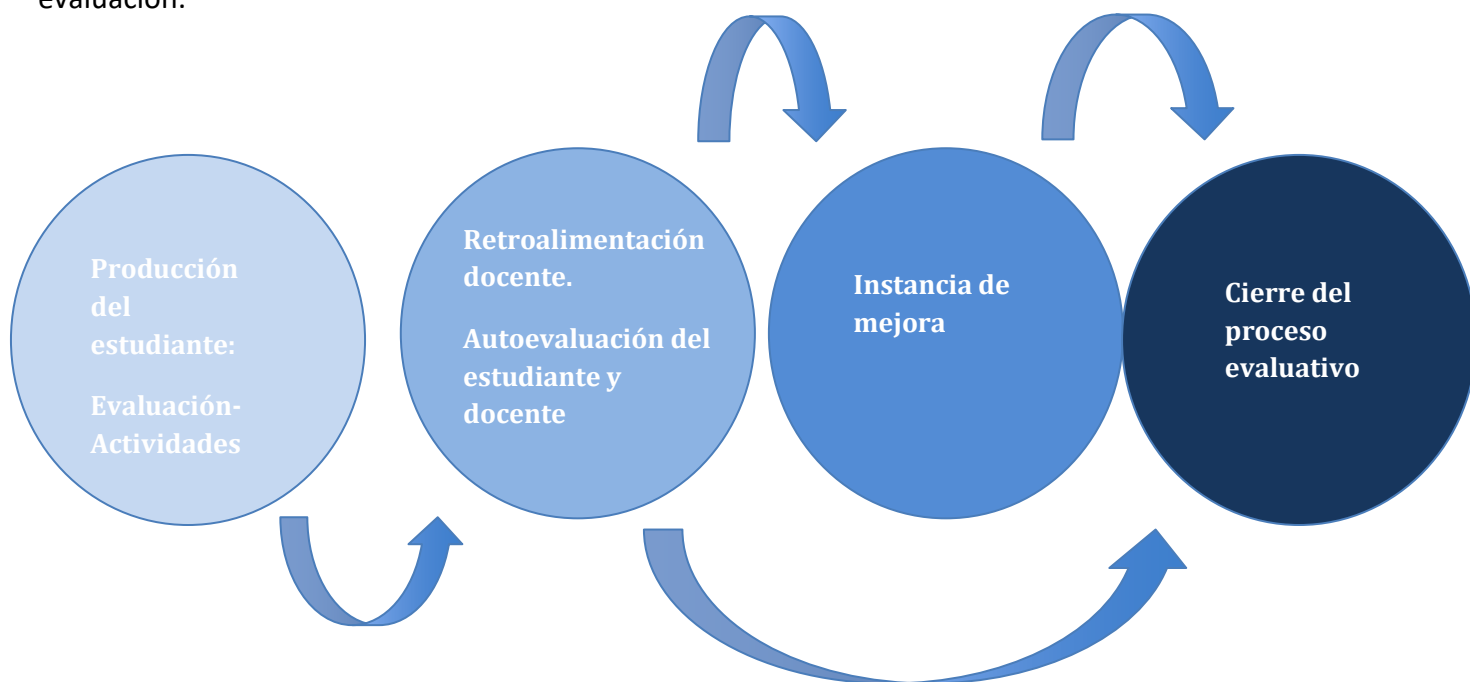 evaluación.
Producción
del
estudiante:
Evaluación-
Actividades
Retroalimentación
docente.
Autoevaluación del
estudiante y
docente
Instancia de
mejora
Cierre del
proceso
evaluativo